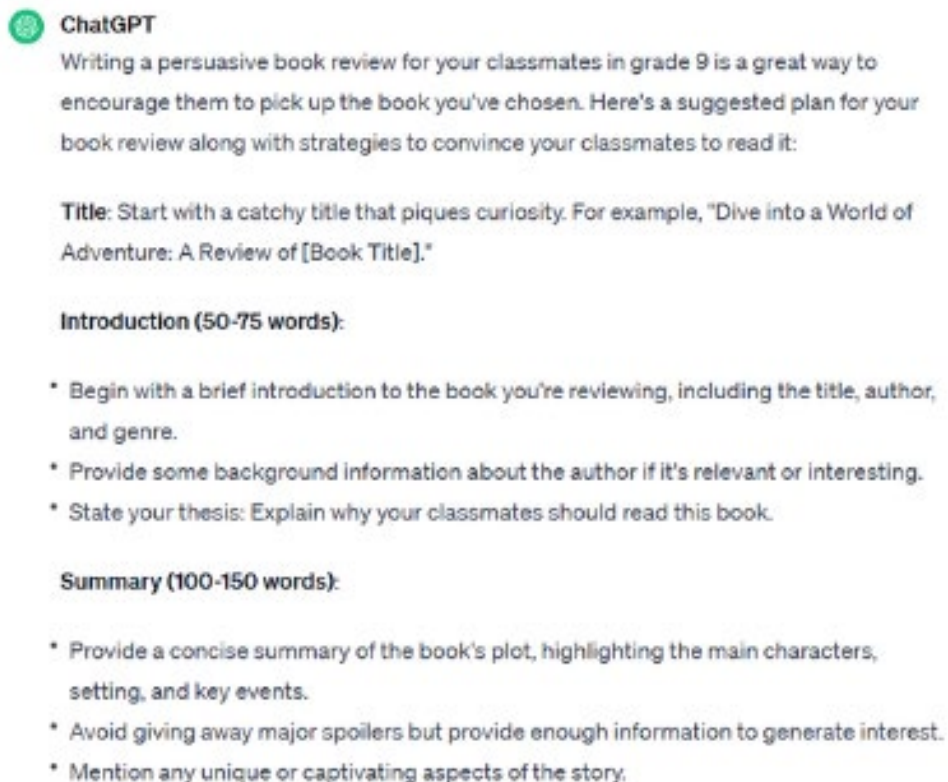 ChatGPT
Writing a persuasive book review for your classmates in grade 9 is a great way to
encourage them to pick up the book you've chosen. Here's a suggested plan for your
book review along with strategies to convince your classmates to read it:
Title: Start with a catchy title that piques curiosity. For example, "Dive into a World of
Adventure: A Review of [Book Title]."
Introduction (50-75 words):
• Begin with a brief introduction to the book you're reviewing, including the title, author,
and genre.
• Provide some background information about the author if it's relevant or interesting.
• State your thesis: Explain why your classmates should read this book.
Summary (100-150 words):
• Provide a concise summary of the book's plot, highlighting the main characters,
setting, and key events.
• Avoid giving away major spoilers but provide enough information to generate interest.
• Mention any unique or captivating aspects of the story.